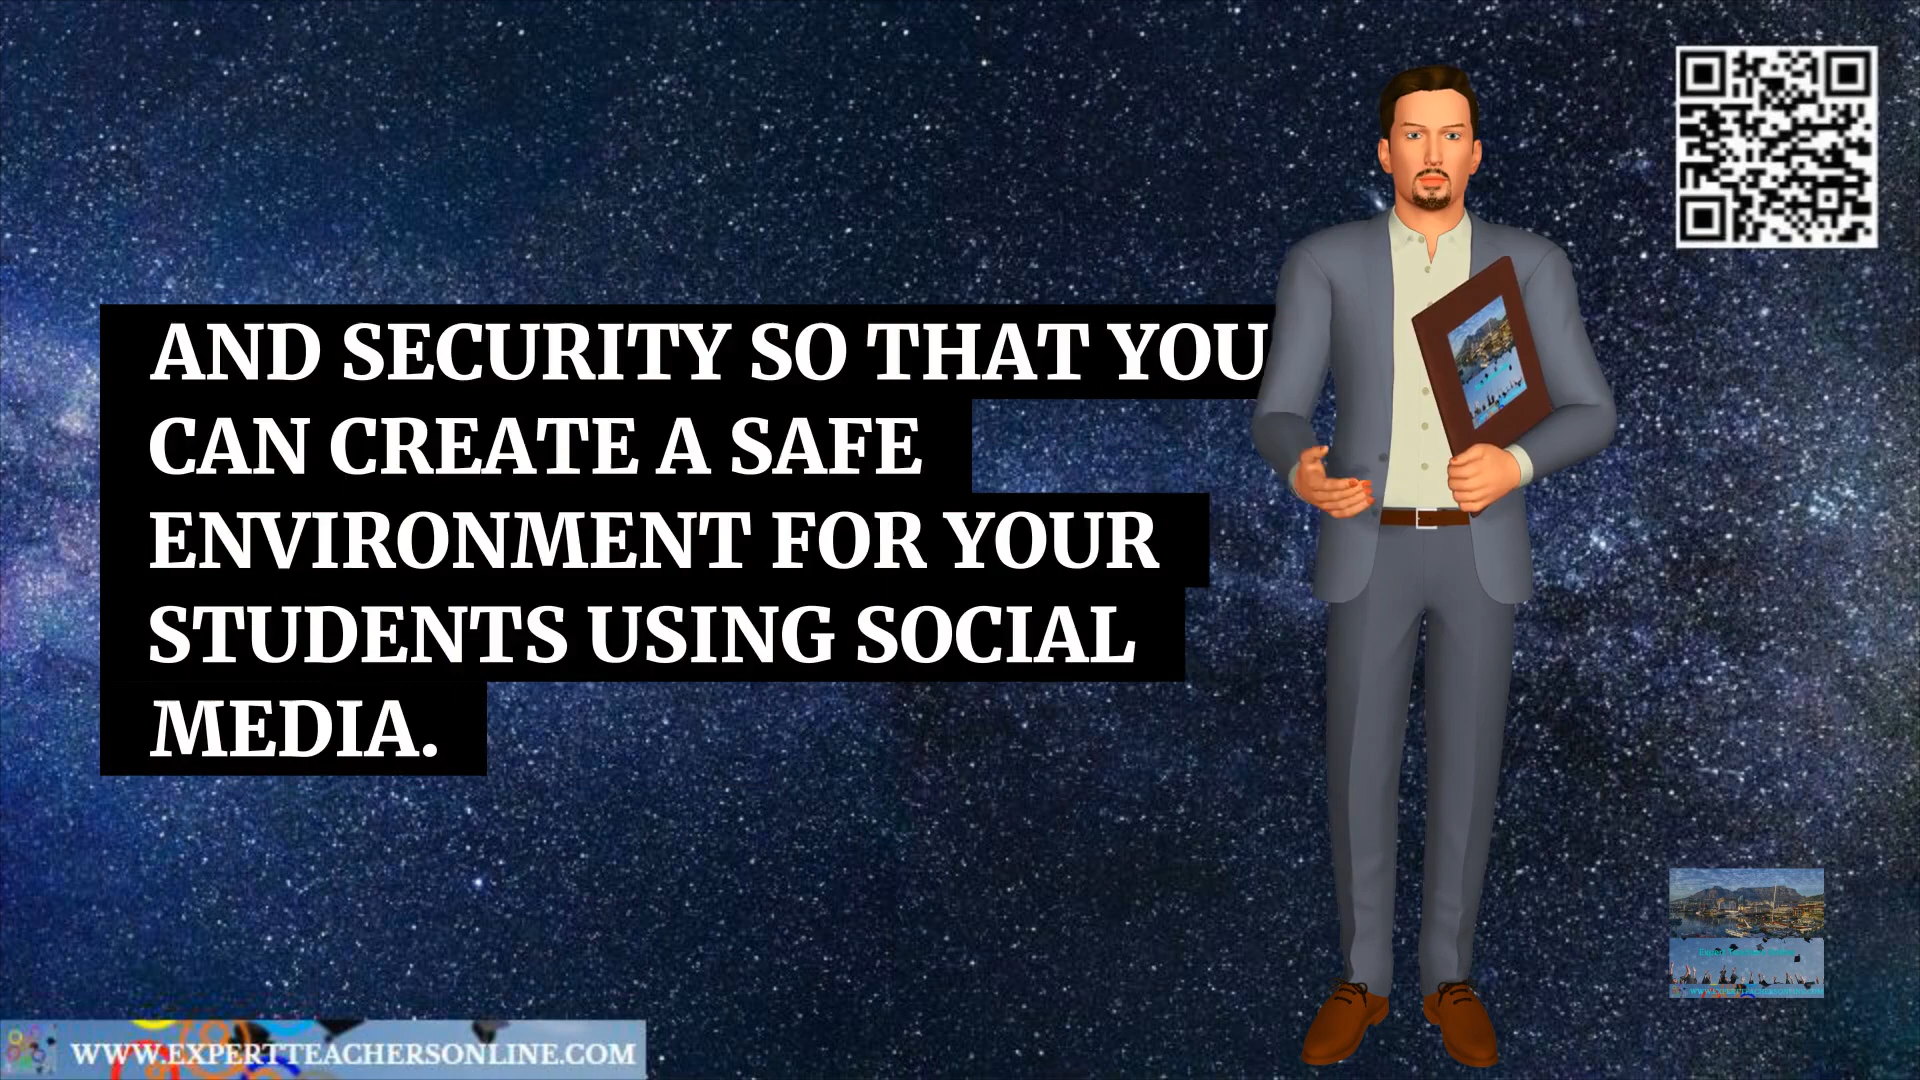 AND SECURITY SO THAT YOU
CAN CREATE A SAFE
ENVIRONMENT FOR YOUR
STUDENTS USING SOCIAL
MEDIA.
WWW.EXPERTTEACHERSONLINE.COM